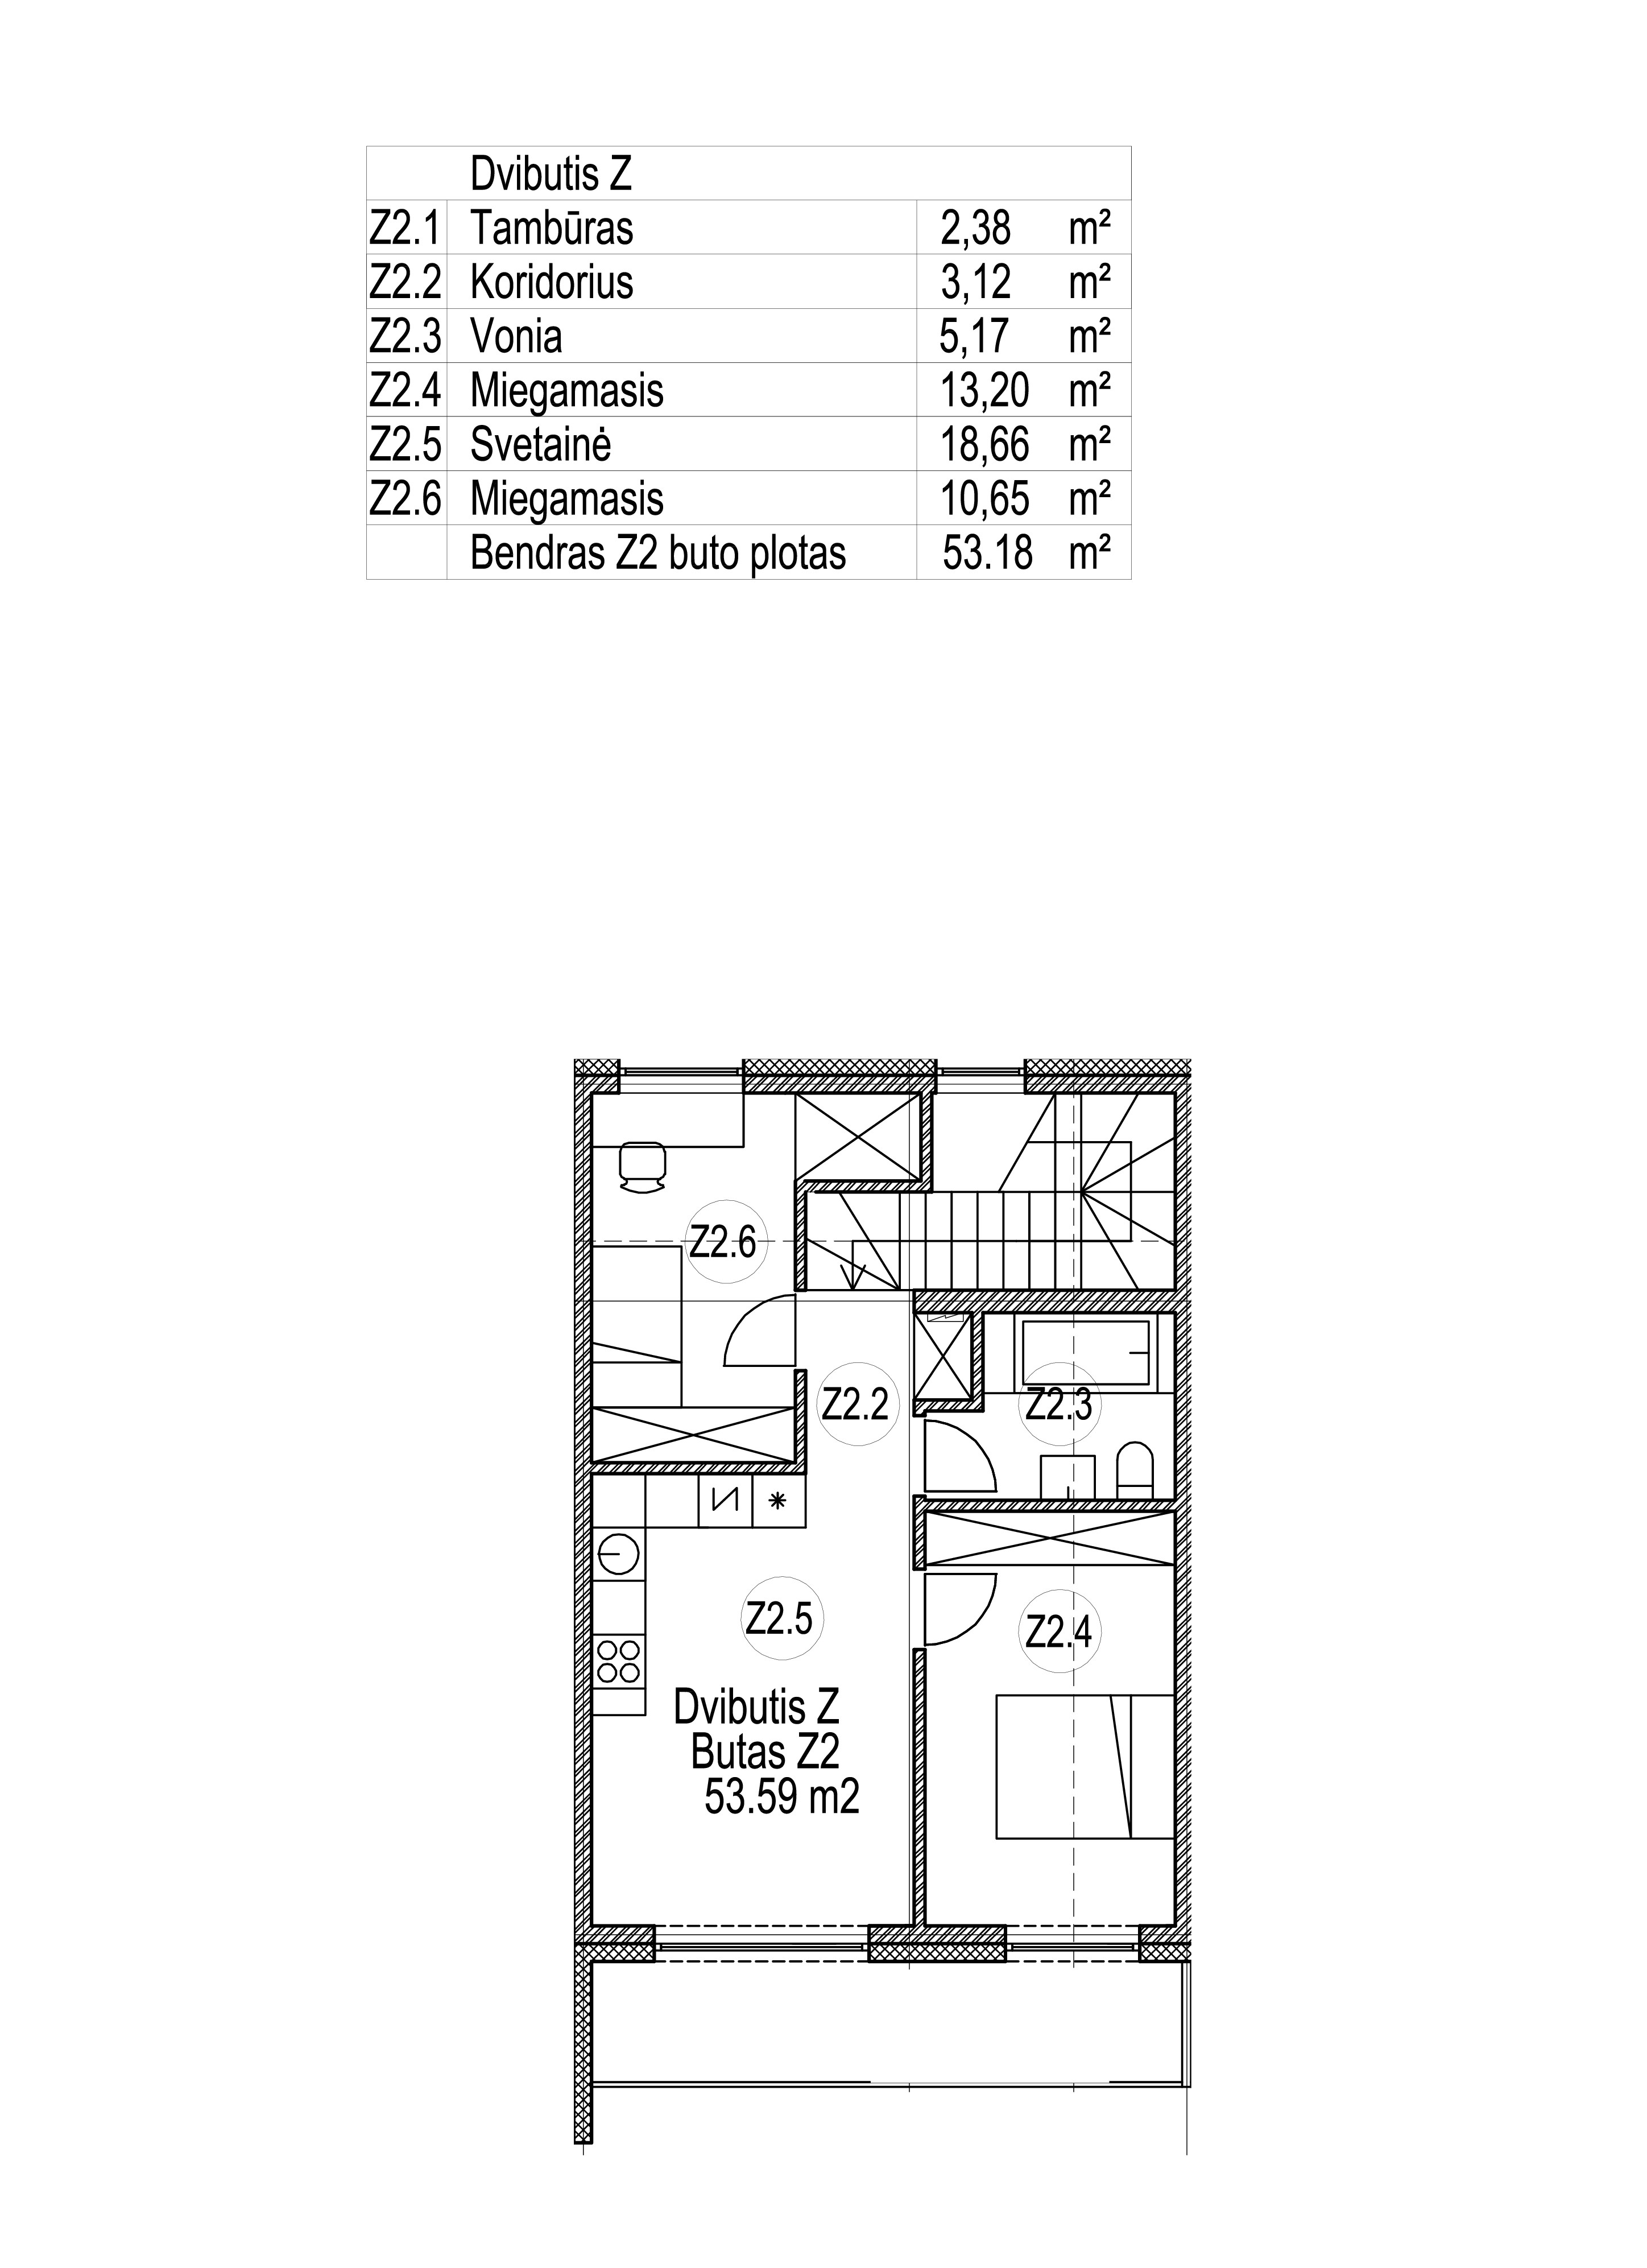 Dvibutis Z
Z2.1 Tambūras 2,38 m²
Z2.2 Koridorius 3,12 m²
Z2.3 Vonia 5,17 m²
Z2.4 Miegamasis 13,20 m²
Z2.5 Svetainė 18,66 m²
Z2.6 Miegamasis 10,65 m²
Bendras Z2 buto plotas 53.18 m²
Z2.6
Z2.2
Z2.3
Z2.5
Z2.4
Dvibutis Z
Butas Z2
53.59 m2